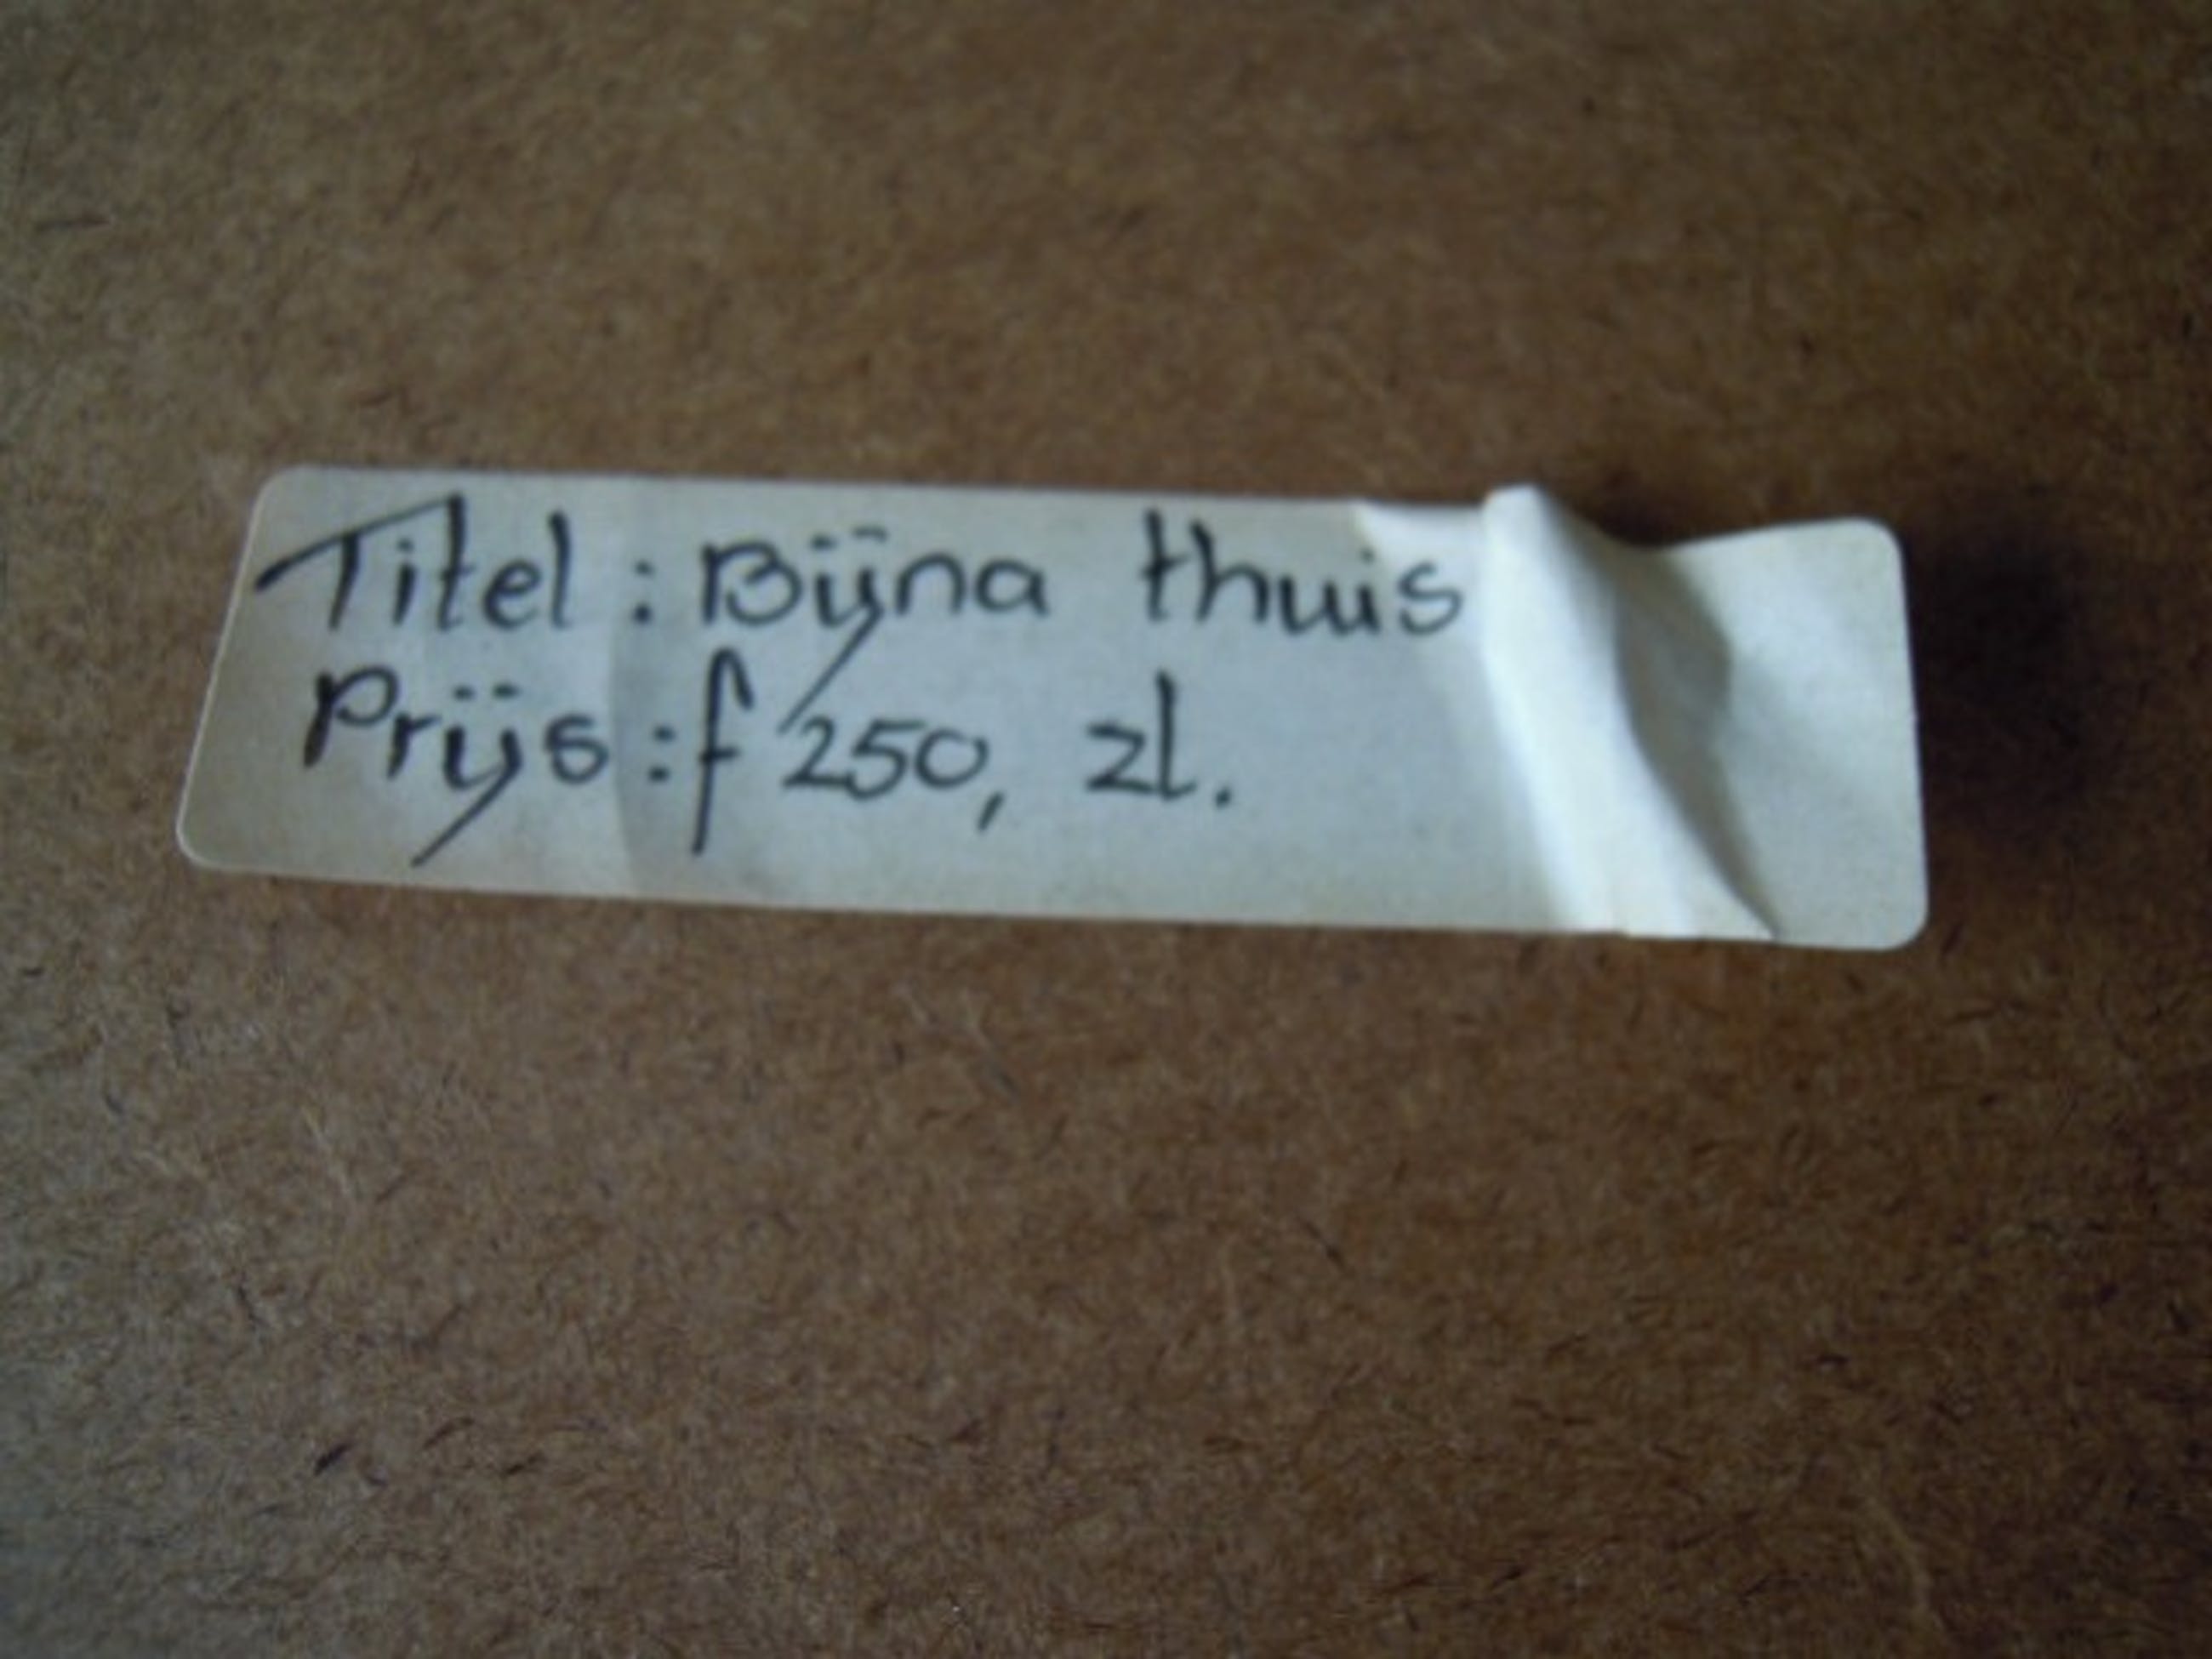 Titel : Bijna thuis
Prijs : f 250, zl.